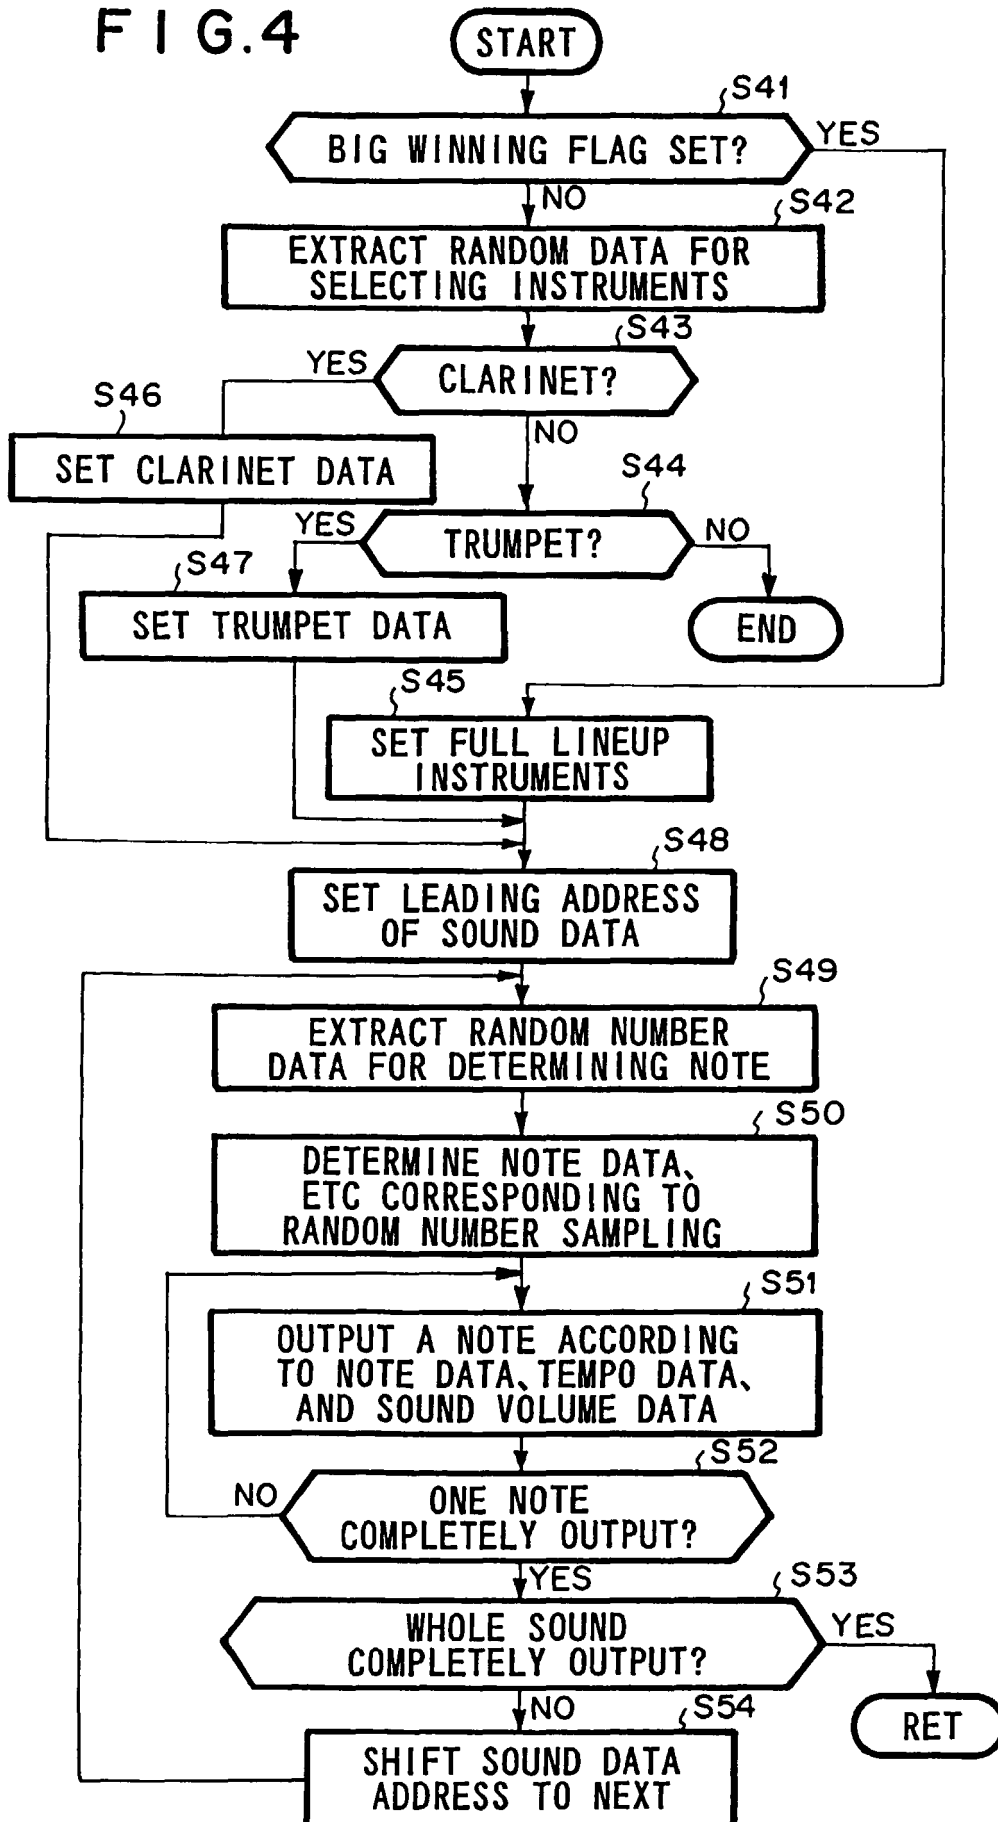 FIG.4
START
S41
BIG WINNING FLAG SET?
YES
NO
S42
EXTRACT RANDOM DATA FOR
SELECTING INSTRUMENTS
S43
YES
CLARINET?
NO
S46
SET CLARINET DATA
S44
YES
TRUMPET?
NO
S47
SET TRUMPET DATA
END
S45
SET FULL LINEUP
INSTRUMENTS
S48
SET LEADING ADDRESS
OF SOUND DATA
S49
EXTRACT RANDOM NUMBER
DATA FOR DETERMINING NOTE
S50
DETERMINE NOTE DATA、
ETC CORRESPONDING TO
RANDOM NUMBER SAMPLING
S51
OUTPUT A NOTE ACCORDING
TO NOTE DATA、TEMPO DATA、
AND SOUND VOLUME DATA
S52
NO
ONE NOTE
COMPLETELY OUTPUT?
YES
S53
WHOLE SOUND
COMPLETELY OUTPUT?
YES
NO
S54
RET
SHIFT SOUND DATA
ADDRESS TO NEXT